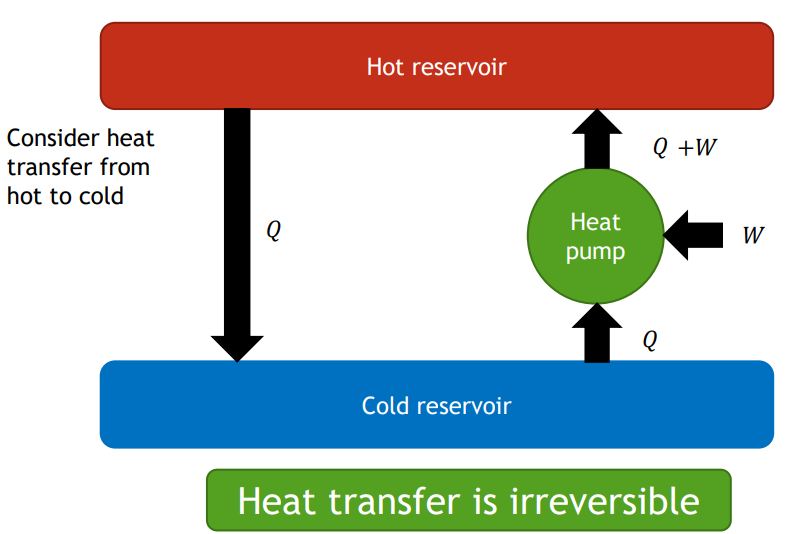 Hot reservoir
Consider heat
transfer from
hot to cold
Q
Q +W
Heat
pump
W
Q
Cold reservoir
Heat transfer is irreversible